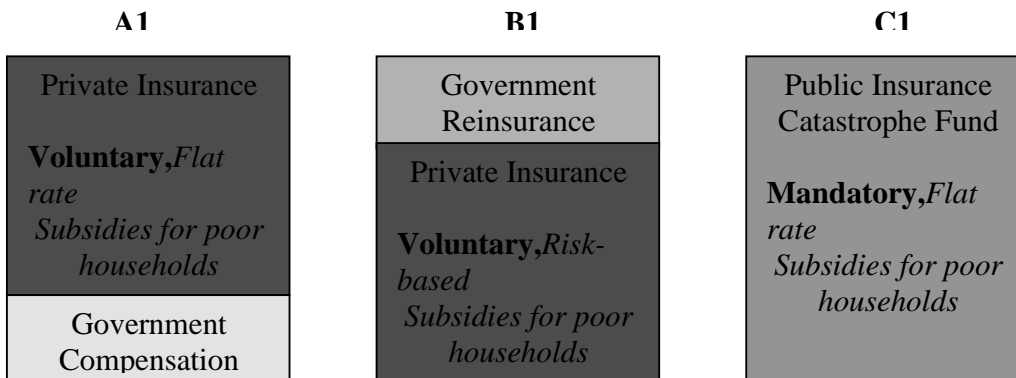 A1
Private Insurance
Voluntary,Flat
rate
Subsidies for poor
households
Government
Compensation
B1
Government
Reinsurance
Private Insurance
Voluntary,Risk-
based
Subsidies for poor
households
C1
Public Insurance
Catastrophe Fund
Mandatory,Flat
rate
Subsidies for poor
households